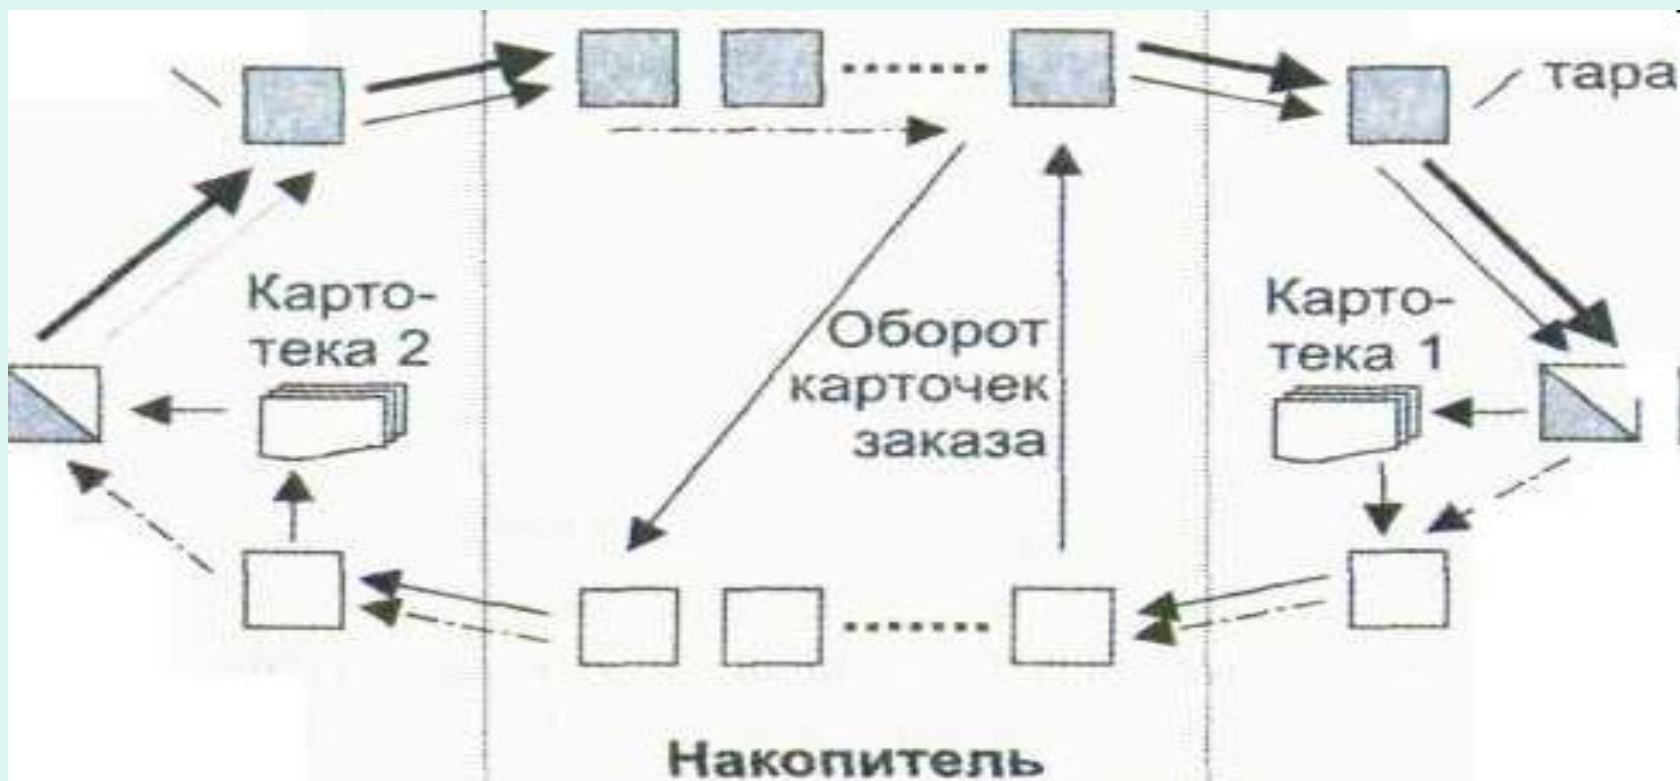 тара
Карто-
тека 2
Оборот
карточек
заказа
Карто-
тека 1
Накопитель